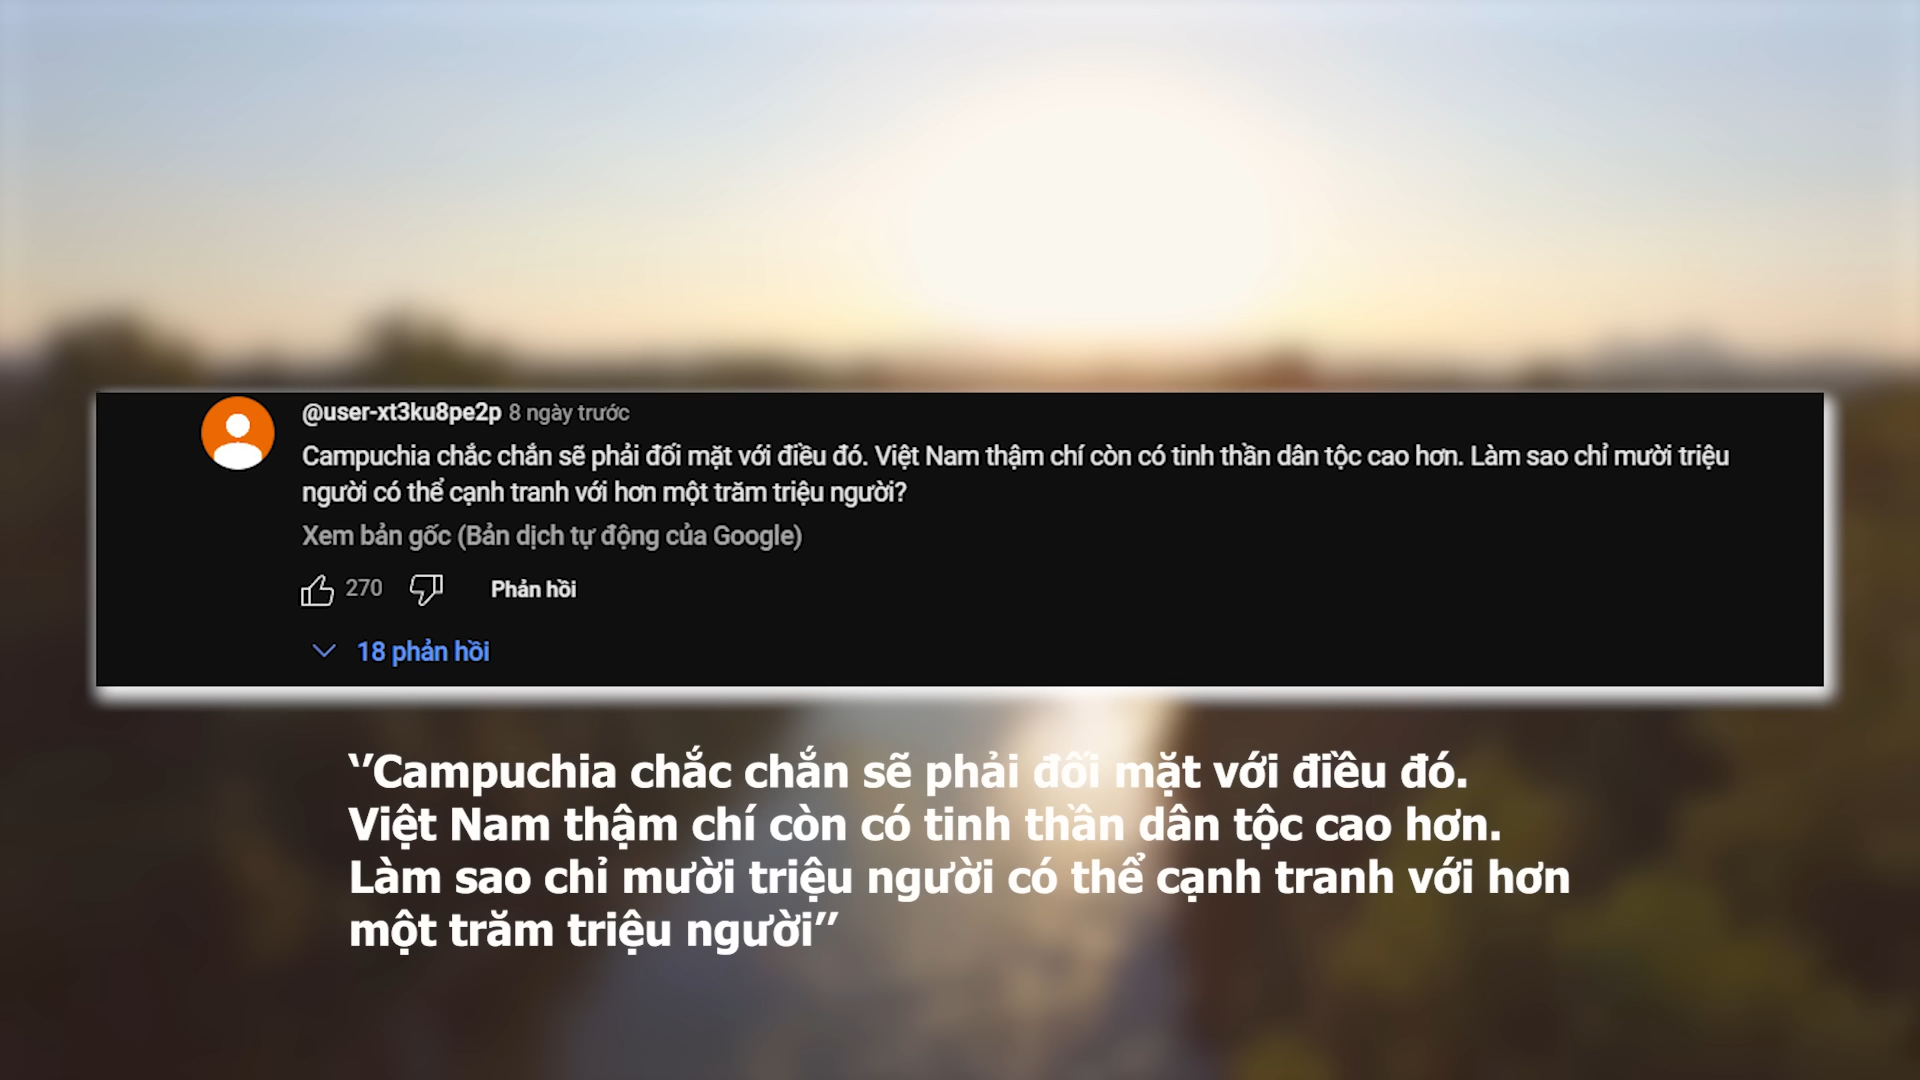 @user-xt3ku8pe2p 8 ngày trước
Campuchia chắc chắn sẽ phải đối mặt với điều đó. Việt Nam thậm chí còn có tinh thần dân tộc cao hơn. Làm sao chỉ mười triệu
người có thể cạnh tranh với hơn một trăm triệu người?
Xem bản gốc (Bản dịch tự động của Google)
270 Phản hồi
18 phản hồi
‘’Campuchia chắc chắn sẽ phải đối mặt với điều đó.
Việt Nam thậm chí còn có tinh thần dân tộc cao hơn.
Làm sao chỉ mười triệu người có thể cạnh tranh với hơn
một trăm triệu người’’